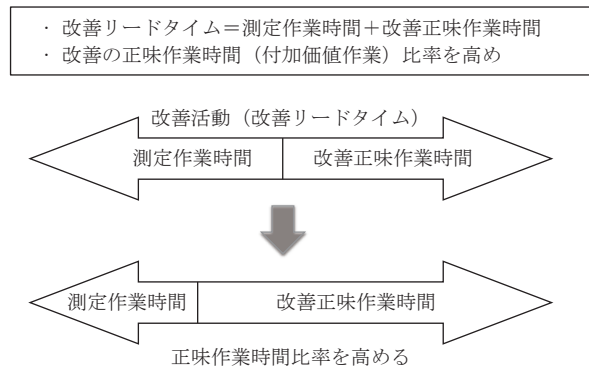 ・改善リードタイム＝測定作業時間＋改善正味作業時間
・改善の正味作業時間（付加価値作業）比率を高め
改善活動（改善リードタイム）
測定作業時間 改善正味作業時間
測定作業時間 改善正味作業時間
正味作業時間比率を高める